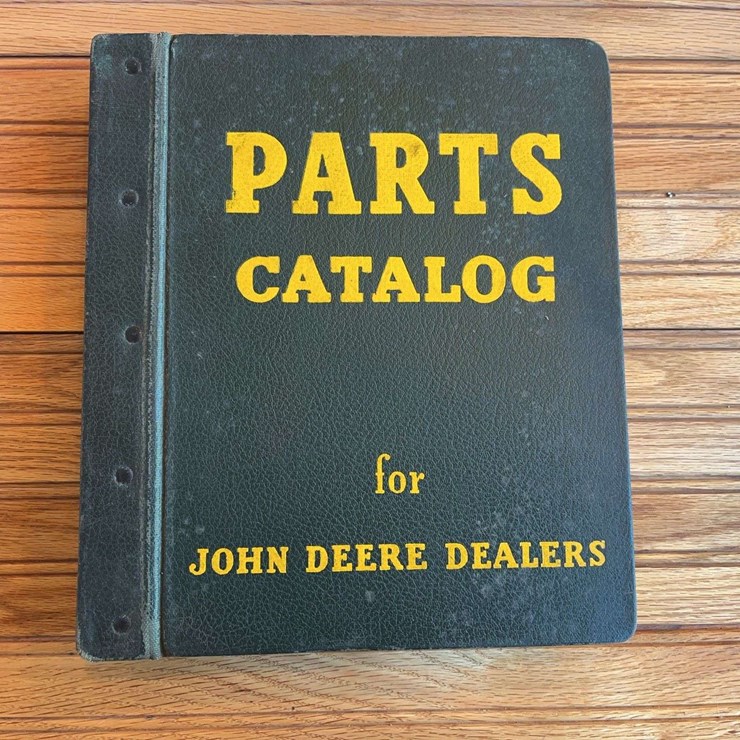 PARTS
CATALOG
for
JOHN DEERE DEALERS